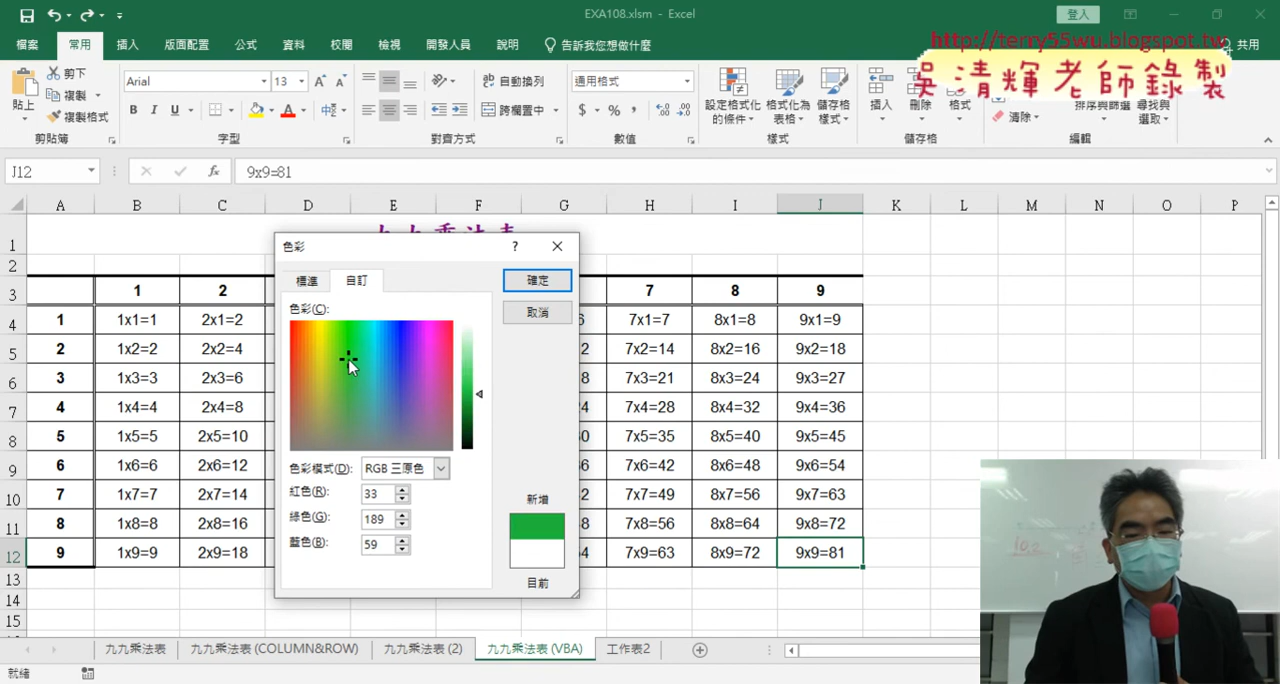 EXA108.xlsm - Excel
登入
檔案 常用 插入 版面配置 公式 資料 校閱 檢視 開發人員 說明 告訴我您想做什麼 共用
http://terry55wu.blogspot.tw
吳清輝老師錄製
貼上 剪下 複製 複製格式 剪貼簿
Arial 13 A A B I U A 字型
ab 自動換列 跨欄置中 對齊方式
通用格式 $ % , 數值
設定格式化的條件 格式化為表格 儲存格樣式 樣式
插入 刪除 格式 儲存格
清除 排序與篩選 尋找與選取 編輯
J12 fx 9x9=81
A B C D E F G H I J K L M N O P
1
2
3 1 2 7 8 9
4 1 1x1=1 2x1=2 6 7x1=7 8x1=8 9x1=9
5 2 1x2=2 2x2=4 2 7x2=14 8x2=16 9x2=18
6 3 1x3=3 2x3=6 8 7x3=21 8x3=24 9x3=27
7 4 1x4=4 2x4=8 4 7x4=28 8x4=32 9x4=36
8 5 1x5=5 2x5=10 0 7x5=35 8x5=40 9x5=45
9 6 1x6=6 2x6=12 6 7x6=42 8x6=48 9x6=54
10 7 1x7=7 2x7=14 2 7x7=49 8x7=56 9x7=63
11 8 1x8=8 2x8=16 8 7x8=56 8x8=64 9x8=72
12 9 1x9=9 2x9=18 4 7x9=63 8x9=72 9x9=81
13
14
15
色彩 ?
標準 自訂 確定
取消
色彩(C):
色彩模式(D): RGB 三原色
紅色(R): 33
綠色(G): 189
藍色(B): 59
新增
目前
九九乘法表 九九乘法表 (COLUMN&ROW) 九九乘法表 (2) 九九乘法表 (VBA) 工作表2
就緒